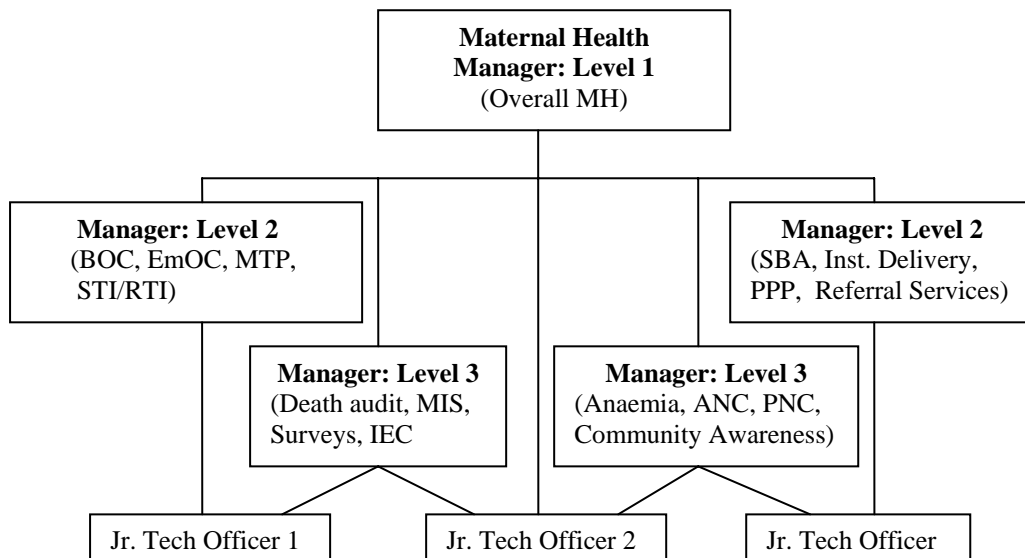 Maternal Health
Manager: Level 1
(Overall MH)
Manager: Level 2
(BOC, EmOC, MTP,
STI/RTI)
Manager: Level 2
(SBA, Inst. Delivery,
PPP, Referral Services)
Manager: Level 3
(Death audit, MIS,
Surveys, IEC
Manager: Level 3
(Anaemia, ANC, PNC,
Community Awareness)
Jr. Tech Officer 1
Jr. Tech Officer 2
Jr. Tech Officer